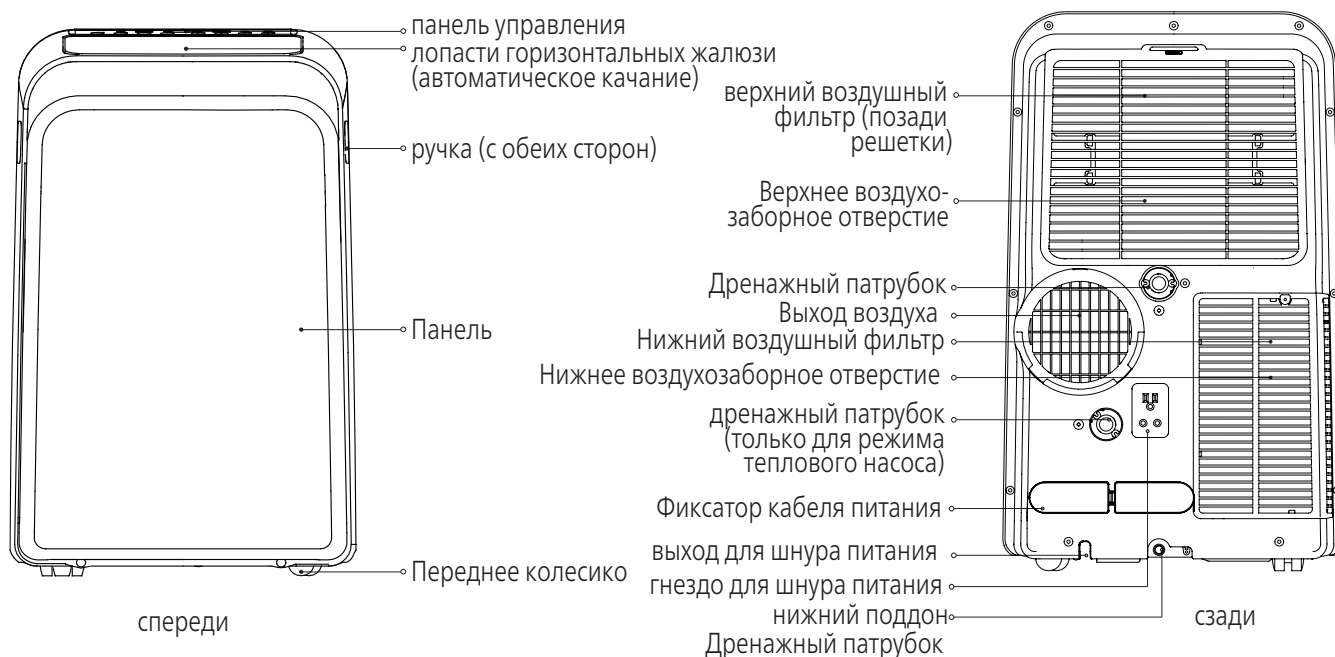 панель управления
лопасти горизонтальных жалюзи
(автоматическое качание)
ручка (с обеих сторон)
Панель
Переднее колесико
спереди
верхний воздушный
фильтр (позади
решетки)
Верхнее воздухо-
заборное отверстие
Дренажный патрубок
Выход воздуха
Нижний воздушный фильтр
Нижнее воздухозаборное отверстие
дренажный патрубок
(только для режима
теплового насоса)
Фиксатор кабеля питания
выход для шнура питания
гнездо для шнура питания
нижний поддон
Дренажный патрубок
сзади